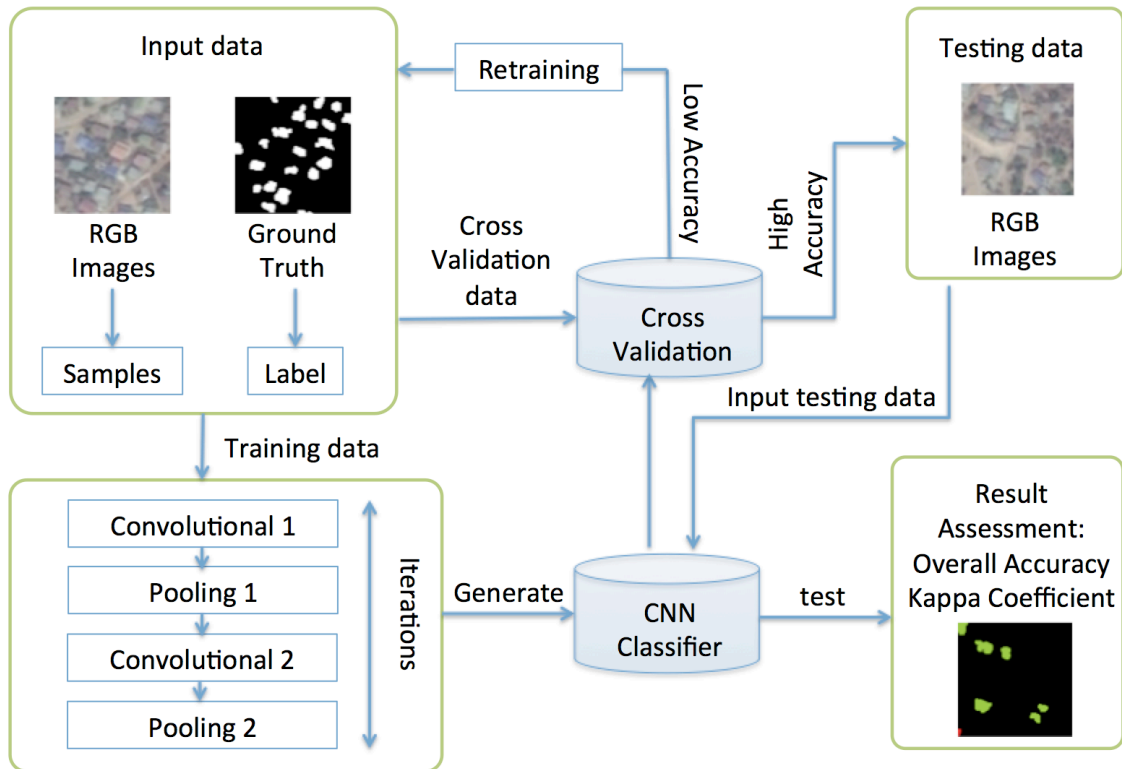 Input data
RGB
Images
Ground
Truth
Samples
Label
Retraining
Low Accuracy
High
Accuracy
Testing data
RGB
Images
Cross
Validation
data
Cross
Validation
Input testing data
Training data
Convolutional 1
Pooling 1
Convolutional 2
Pooling 2
Iterations
Generate
CNN
Classifier
test
Result
Assessment:
Overall Accuracy
Kappa Coefficient